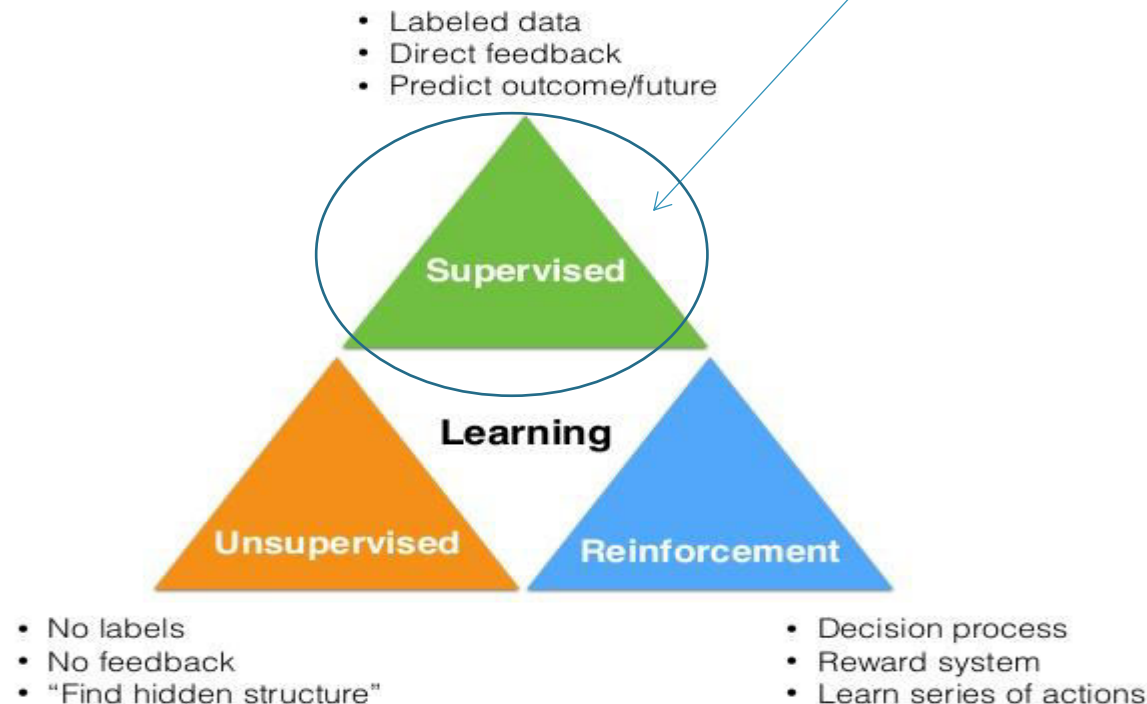 • Labeled data
• Direct feedback
• Predict outcome/future
Supervised
Learning
Unsupervised
Reinforcement
• No labels
• No feedback
• “Find hidden structure”
• Decision process
• Reward system
• Learn series of actions